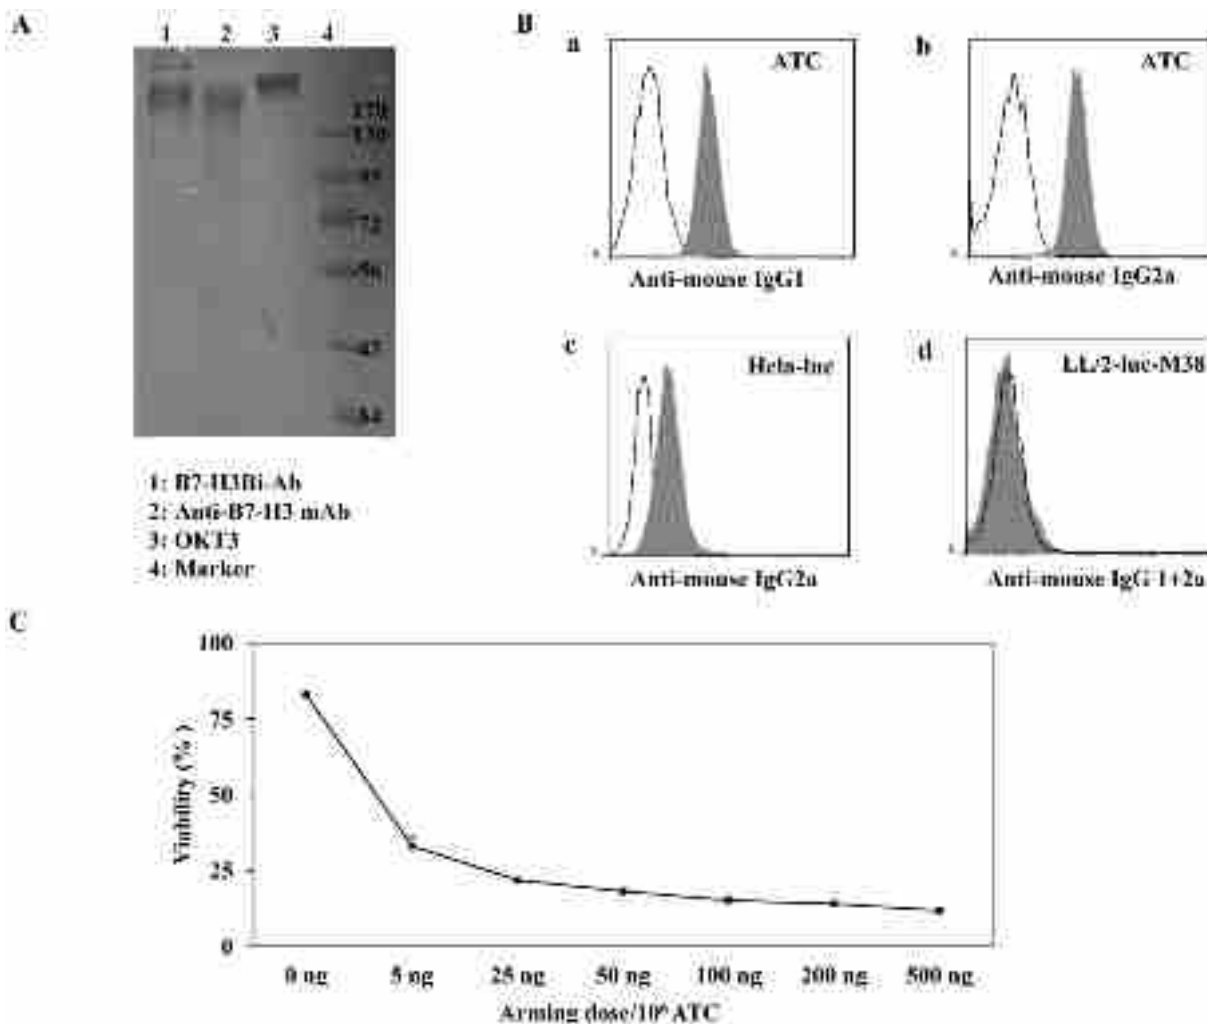 A
1 2 3 4
170
130
95
72
56
43
34
1: B7-H3Bi-Ab
2: Anti-B7-H3 mAb
3: OKT3
4: Marker
B
a
ATC
Anti-mouse IgG1
b
ATC
Anti-mouse IgG2a
c
Hela-luc
Anti-mouse IgG2a
d
LL/2-luc-M38
Anti-mouse IgG 1+2a
C
Viability (% )
100
75
50
25
0
0 ng 5 ng 25 ng 50 ng 100 ng 200 ng 500 ng
Arming dose/10⁶ ATC